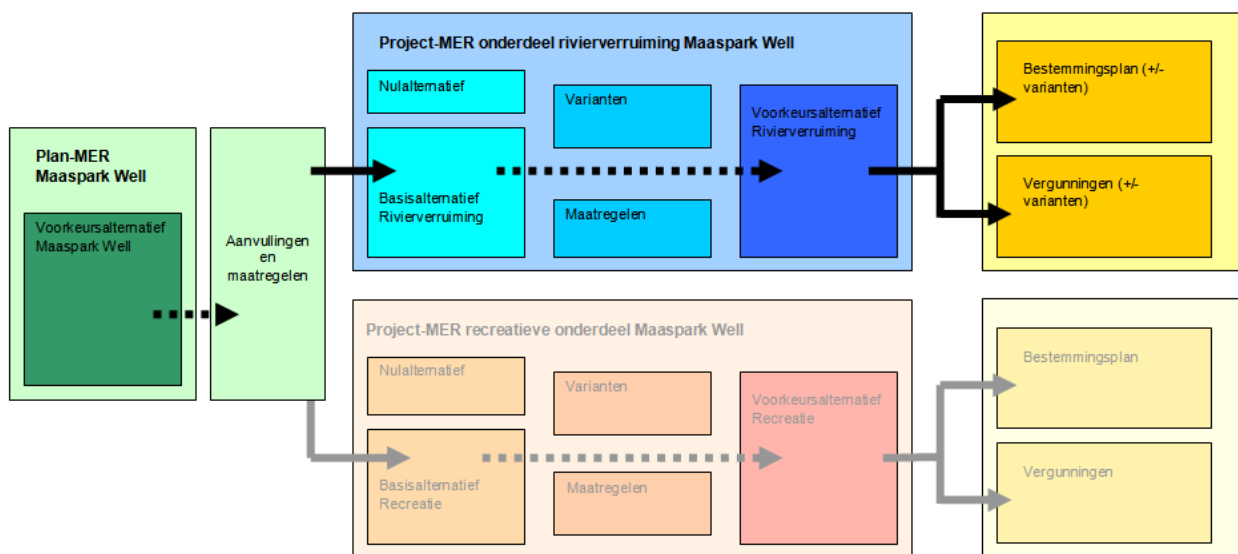 Plan-MER
Maaspark Well
Voorkeursalternatief
Maaspark Well
Aanvullingen
en
maatregelen
Project-MER onderdeel rivierverruiming Maaspark Well
Nulalternatief
Basisalternatief
Rivierverruiming
Varianten
Maatregelen
Voorkeursalternatief
Rivierverruiming
Bestemmingsplan (+/-
varianten)
Vergunningen (+/-
varianten)
Project-MER recreatieve onderdeel Maaspark Well
Nulalternatief
Basisalternatief
Recreatie
Varianten
Maatregelen
Voorkeursalternatief
Recreatie
Bestemmingsplan
Vergunningen